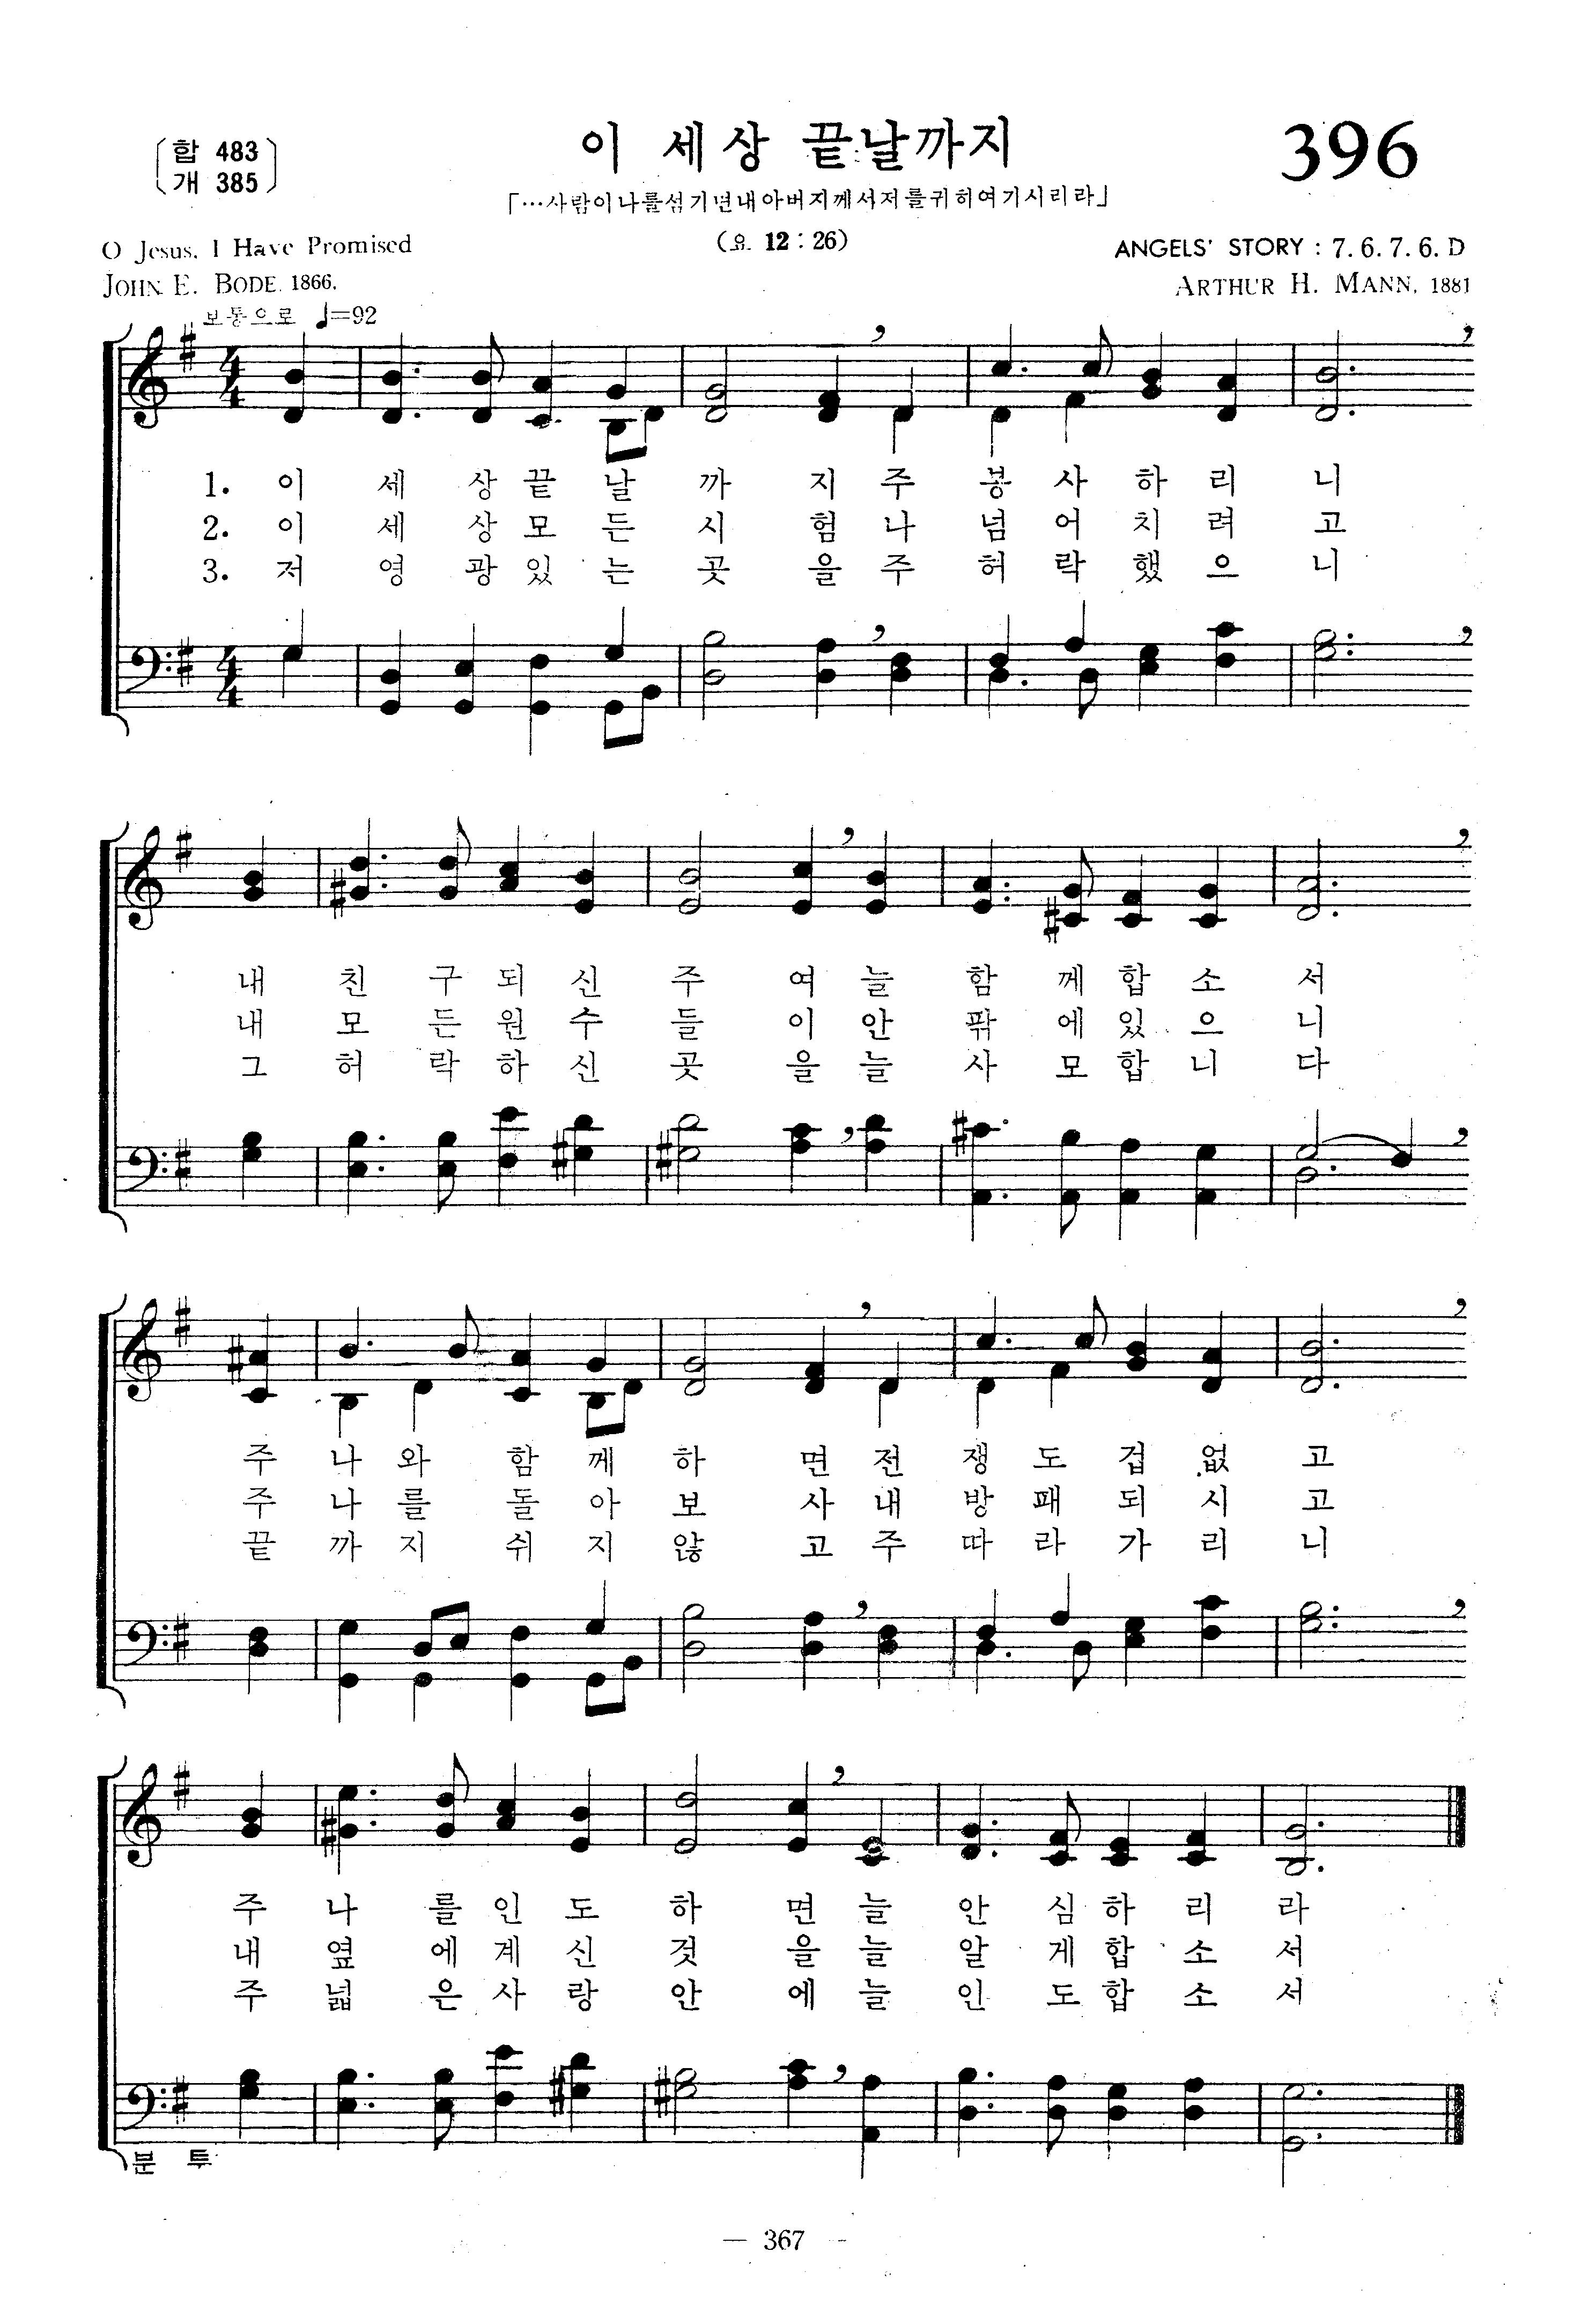 합 483
개 385
이 세상 끝날까지
396
「…사람이나를섬기면내아버지께서저를귀히여기시리라」
(요. 12 : 26)
O Jesus, I Have Promised
JOHN E. BODE. 1866.
ANGELS' STORY : 7. 6. 7. 6. D
ARTHUR H. MANN, 1881
보통으로 ♩=92
1. 이 세 상 끝 날 까 지 주 봉 사 하 리 니
2. 이 세 상 모 든 시 험 나 넘 어 치 려 고
3. 저 영 광 있 는 곳 을 주 허 락 했 으 니
내 친 구 되 신 주 여 늘 함 께 합 소 서
내 모 든 원 수 들 이 안 팎 에 있 으 니
그 허 락 하 신 곳 을 늘 사 모 합 니 다
주 나 와 함 께 하 면 전 쟁 도 겁 없 고
주 나 를 돌 아 보 사 내 방 패 되 시 고
끝 까 지 쉬 지 않 고 주 따 라 가 리 니
주 나 를 인 도 하 면 늘 안 심 하 리 라
내 옆 에 계 신 것 을 늘 알 게 합 소 서
주 넓 은 사 랑 안 에 늘 인 도 합 소 서
분 투
— 367 -